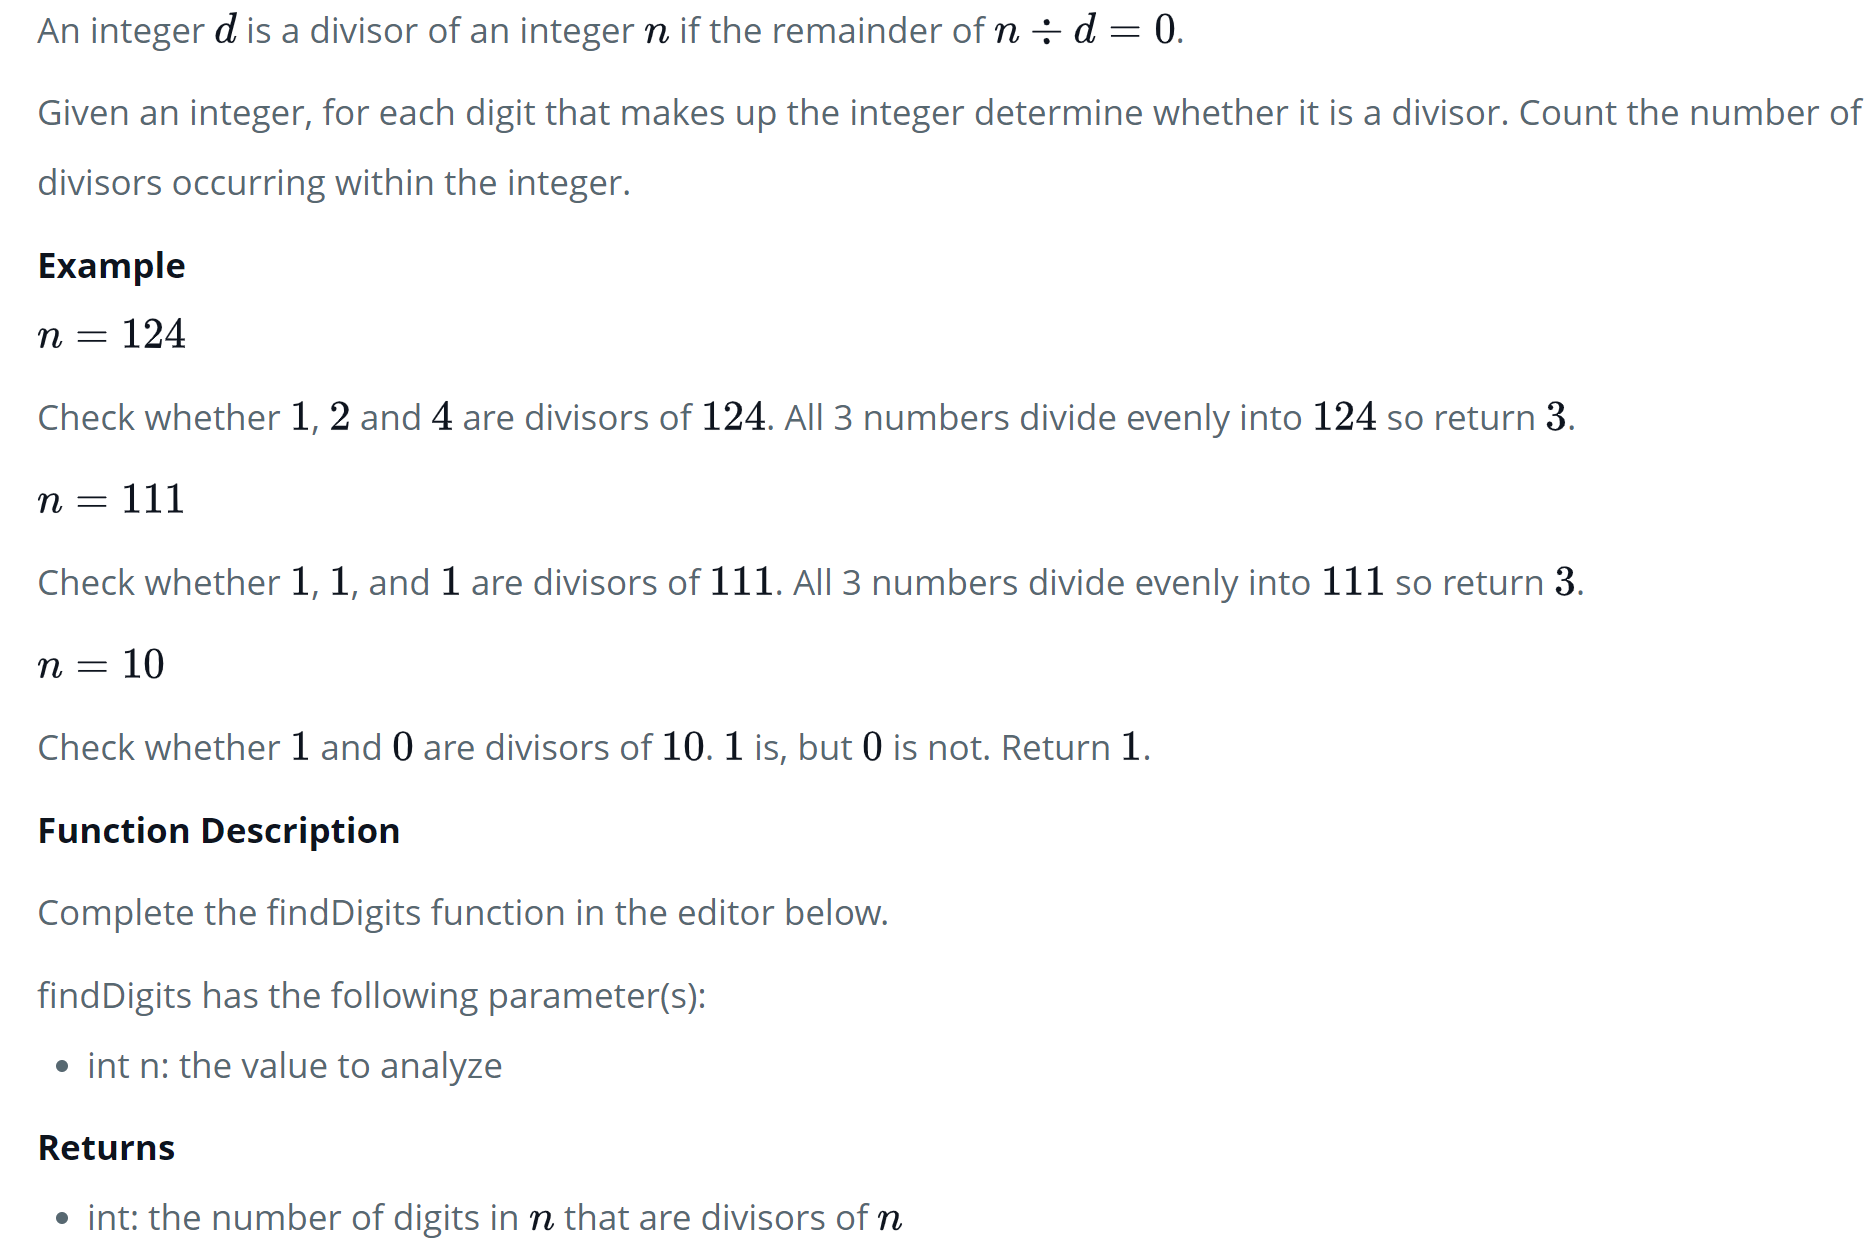 An integer d is a divisor of an integer n if the remainder of n ÷ d = 0.
Given an integer, for each digit that makes up the integer determine whether it is a divisor. Count the number of
divisors occurring within the integer.
Example
n = 124
Check whether 1, 2 and 4 are divisors of 124. All 3 numbers divide evenly into 124 so return 3.
n = 111
Check whether 1, 1, and 1 are divisors of 111. All 3 numbers divide evenly into 111 so return 3.
n = 10
Check whether 1 and 0 are divisors of 10. 1 is, but 0 is not. Return 1.
Function Description
Complete the findDigits function in the editor below.
findDigits has the following parameter(s):
• int n: the value to analyze
Returns
• int: the number of digits in n that are divisors of n